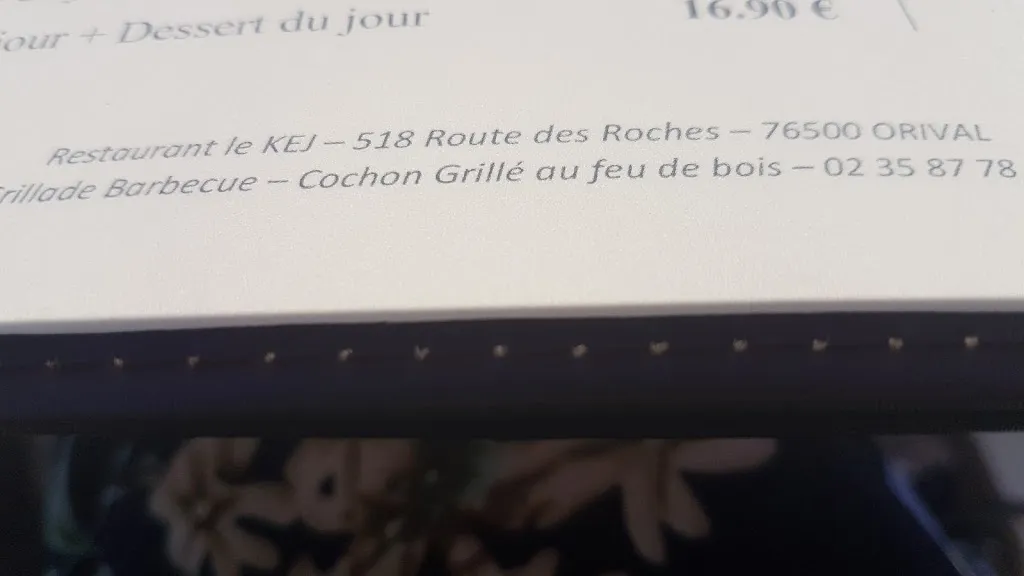 jour + Dessert du jour 16.90 €
Restaurant le KEJ – 518 Route des Roches – 76500 ORIVAL
rillade Barbecue – Cochon Grillé au feu de bois – 02 35 87 78